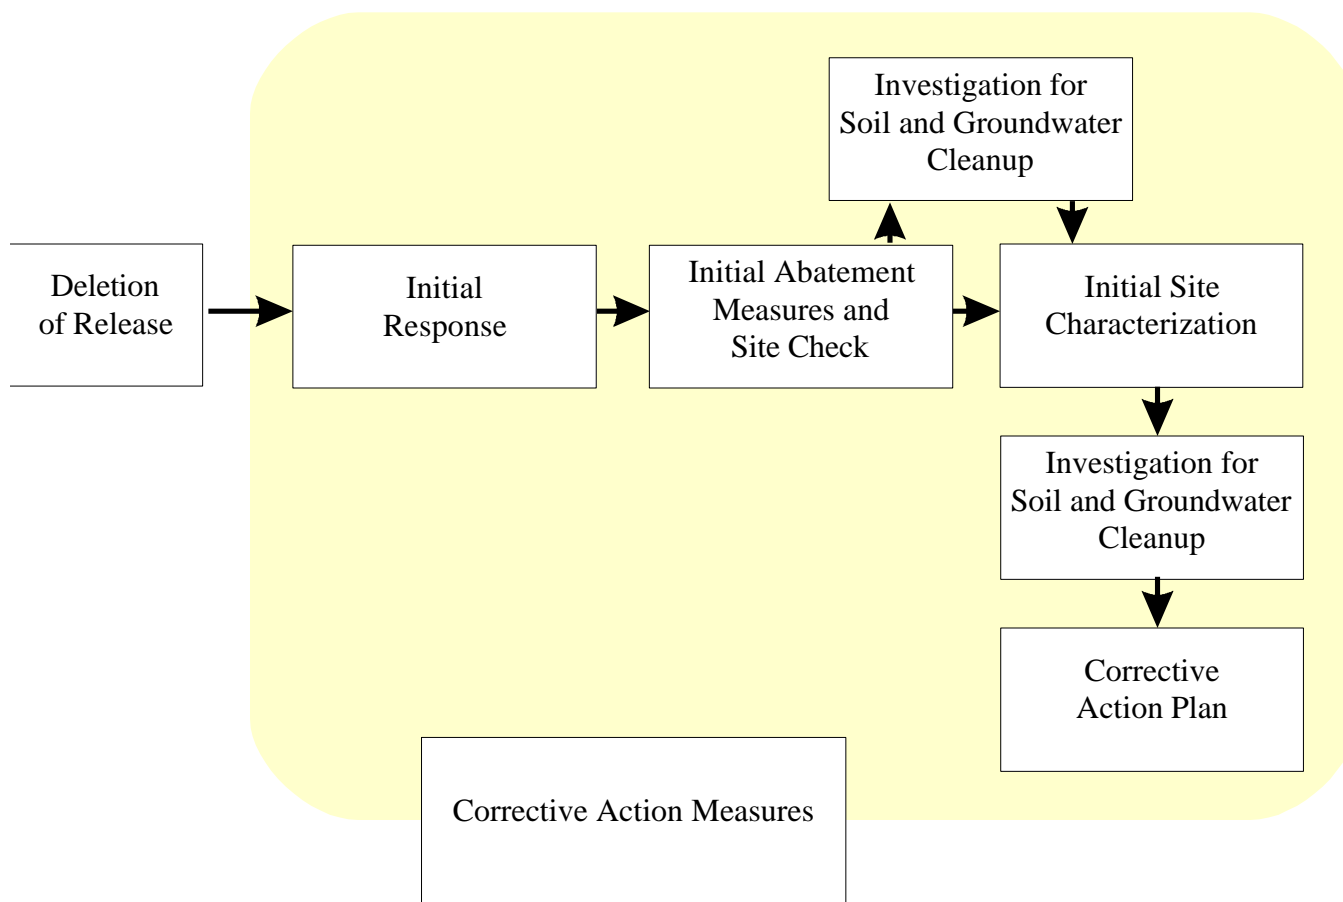 Investigation for
Soil and Groundwater
Cleanup
Deletion
of Release
Initial
Response
Initial Abatement
Measures and
Site Check
Initial Site
Characterization
Investigation for
Soil and Groundwater
Cleanup
Corrective
Action Plan
Corrective Action Measures